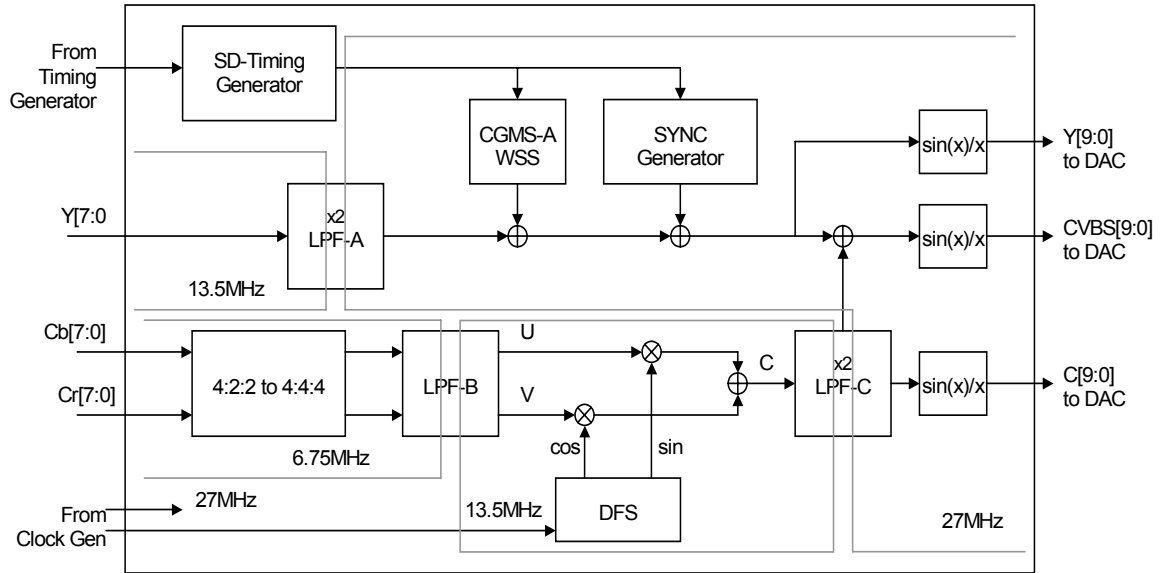 From
Timing
Generator
SD-Timing
Generator
CGMS-A
WSS
SYNC
Generator
sin(x)/x
Y[9:0]
to DAC
Y[7:0
x2
LPF-A
sin(x)/x
CVBS[9:0]
to DAC
13.5MHz
Cb[7:0]
Cr[7:0]
4:2:2 to 4:4:4
LPF-B
U
V
C
x2
LPF-C
sin(x)/x
C[9:0]
to DAC
cos
sin
6.75MHz
27MHz
From
Clock Gen
13.5MHz
DFS
27MHz